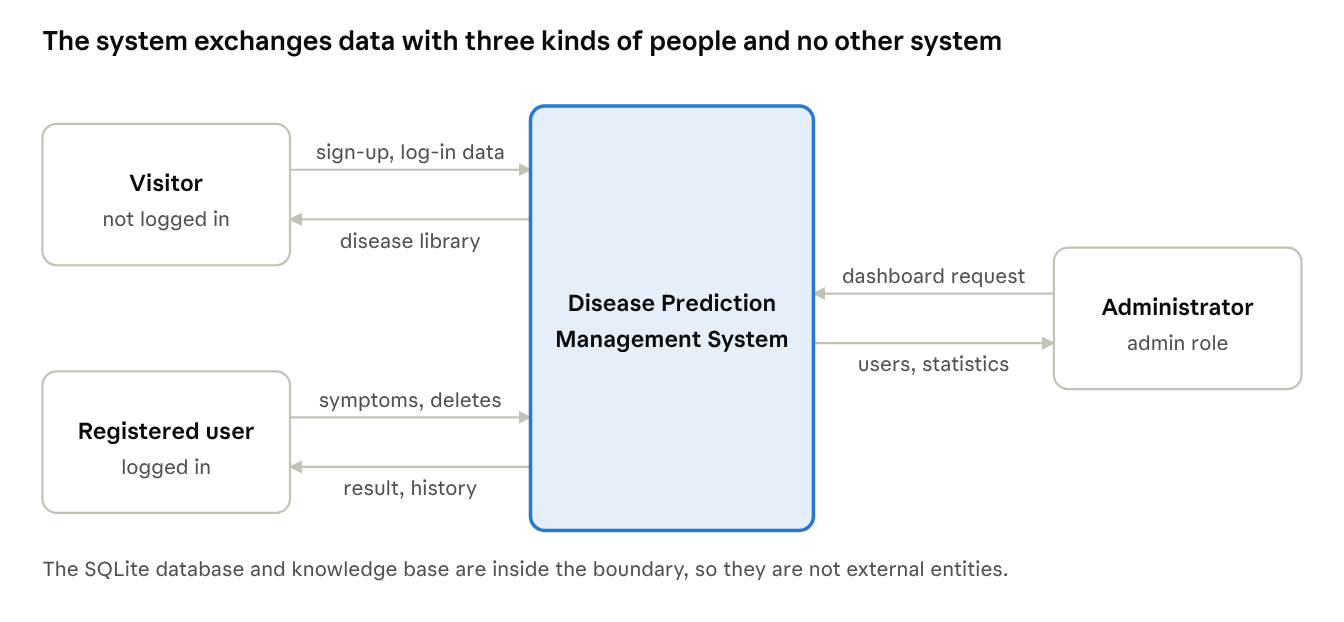 The system exchanges data with three kinds of people and no other system
Visitor
not logged in
sign-up, log-in data
disease library
Disease Prediction
Management System
dashboard request
users, statistics
Administrator
admin role
Registered user
logged in
symptoms, deletes
result, history
The SQLite database and knowledge base are inside the boundary, so they are not external entities.